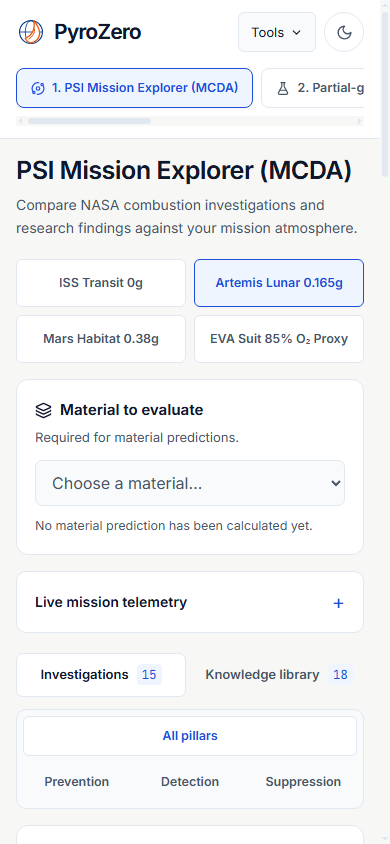 PyroZero
Tools
1. PSI Mission Explorer (MCDA)
2. Partial-g
PSI Mission Explorer (MCDA)
Compare NASA combustion investigations and
research findings against your mission atmosphere.
ISS Transit 0g
Artemis Lunar 0.165g
Mars Habitat 0.38g
EVA Suit 85% O₂ Proxy
Material to evaluate
Required for material predictions.
Choose a material...
No material prediction has been calculated yet.
Live mission telemetry
+
Investigations 15
Knowledge library 18
All pillars
Prevention
Detection
Suppression